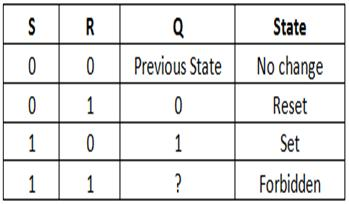 S R Q State
0 0 Previous State No change
0 1 0 Reset
1 0 1 Set
1 1 ? Forbidden